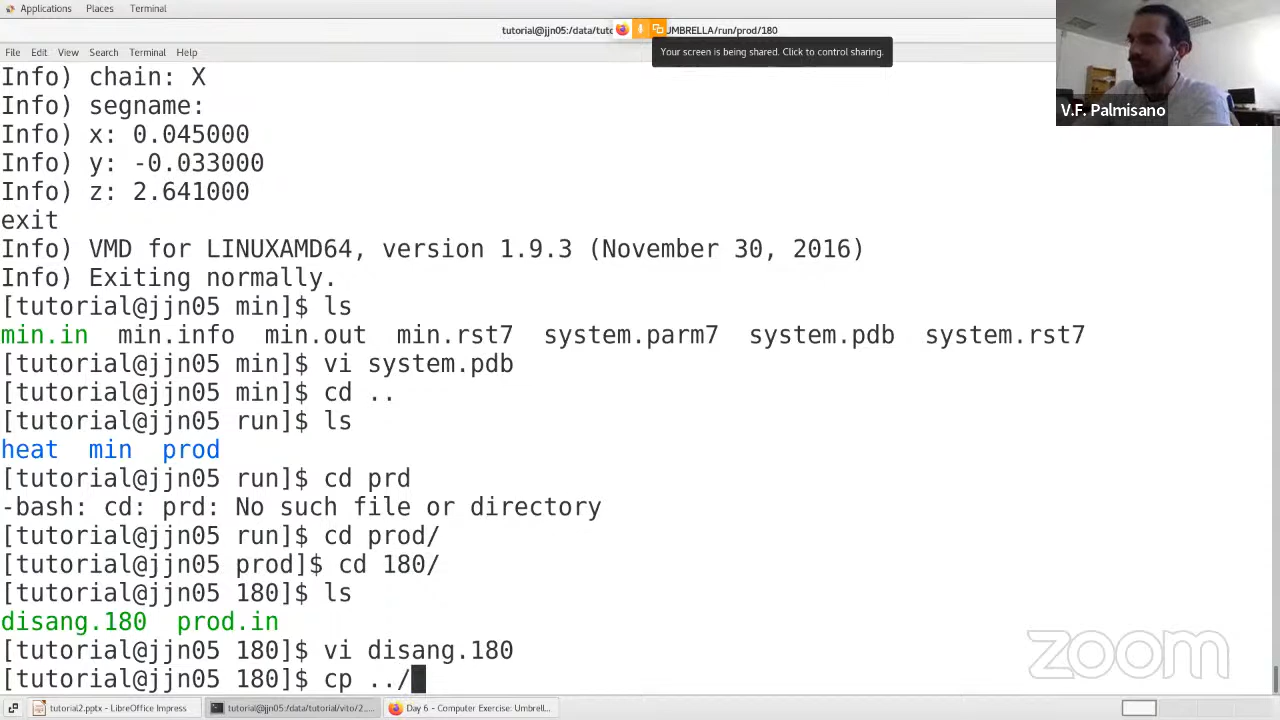 Applications Places Terminal
tutorial@jjn05:/data/tuto UMBRELLA/run/prod/180
File Edit View Search Terminal Help
Your screen is being shared. Click to control sharing.
V.F. Palmisano
Info) chain: X
Info) segname:
Info) x: 0.045000
Info) y: -0.033000
Info) z: 2.641000
exit
Info) VMD for LINUXAMD64, version 1.9.3 (November 30, 2016)
Info) Exiting normally.
[tutorial@jjn05 min]$ ls
min.in min.info min.out min.rst7 system.parm7 system.pdb system.rst7
[tutorial@jjn05 min]$ vi system.pdb
[tutorial@jjn05 min]$ cd ..
[tutorial@jjn05 run]$ ls
heat min prod
[tutorial@jjn05 run]$ cd prd
-bash: cd: prd: No such file or directory
[tutorial@jjn05 run]$ cd prod/
[tutorial@jjn05 prod]$ cd 180/
[tutorial@jjn05 180]$ ls
disang.180 prod.in
[tutorial@jjn05 180]$ vi disang.180
[tutorial@jjn05 180]$ cp ../
zoom
tutorial2.pptx - LibreOffice Impress tutorial@jjn05:/data/tutorial/vito/2... Day 6 - Computer Exercise: Umbrell...